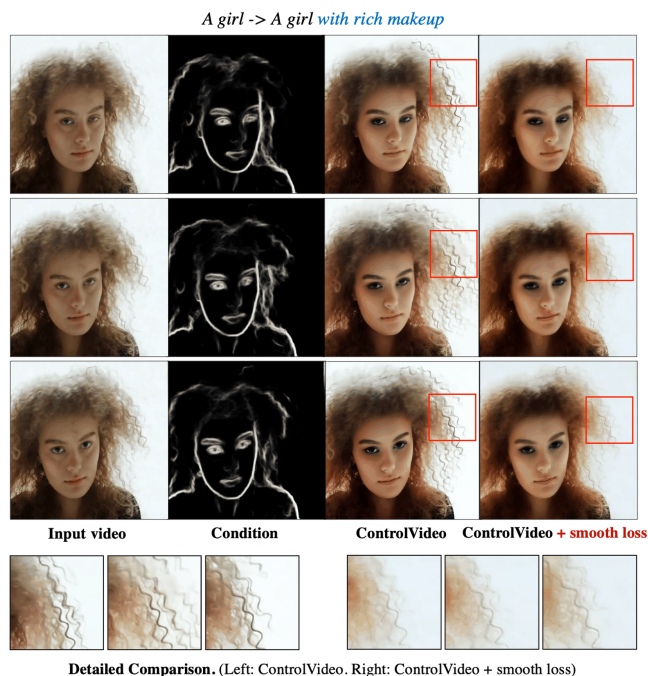 A girl -> A girl with rich makeup
Input video Condition ControlVideo ControlVideo + smooth loss
Detailed Comparison. (Left: ControlVideo. Right: ControlVideo + smooth loss)